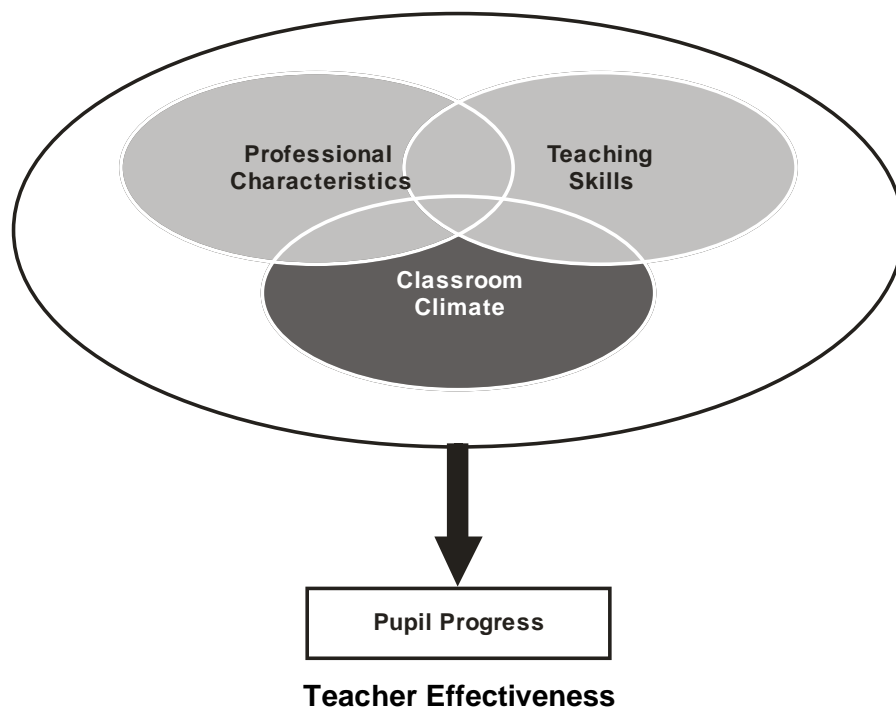 Professional
Characteristics
Teaching
Skills
Classroom
Climate
Pupil Progress
Teacher Effectiveness